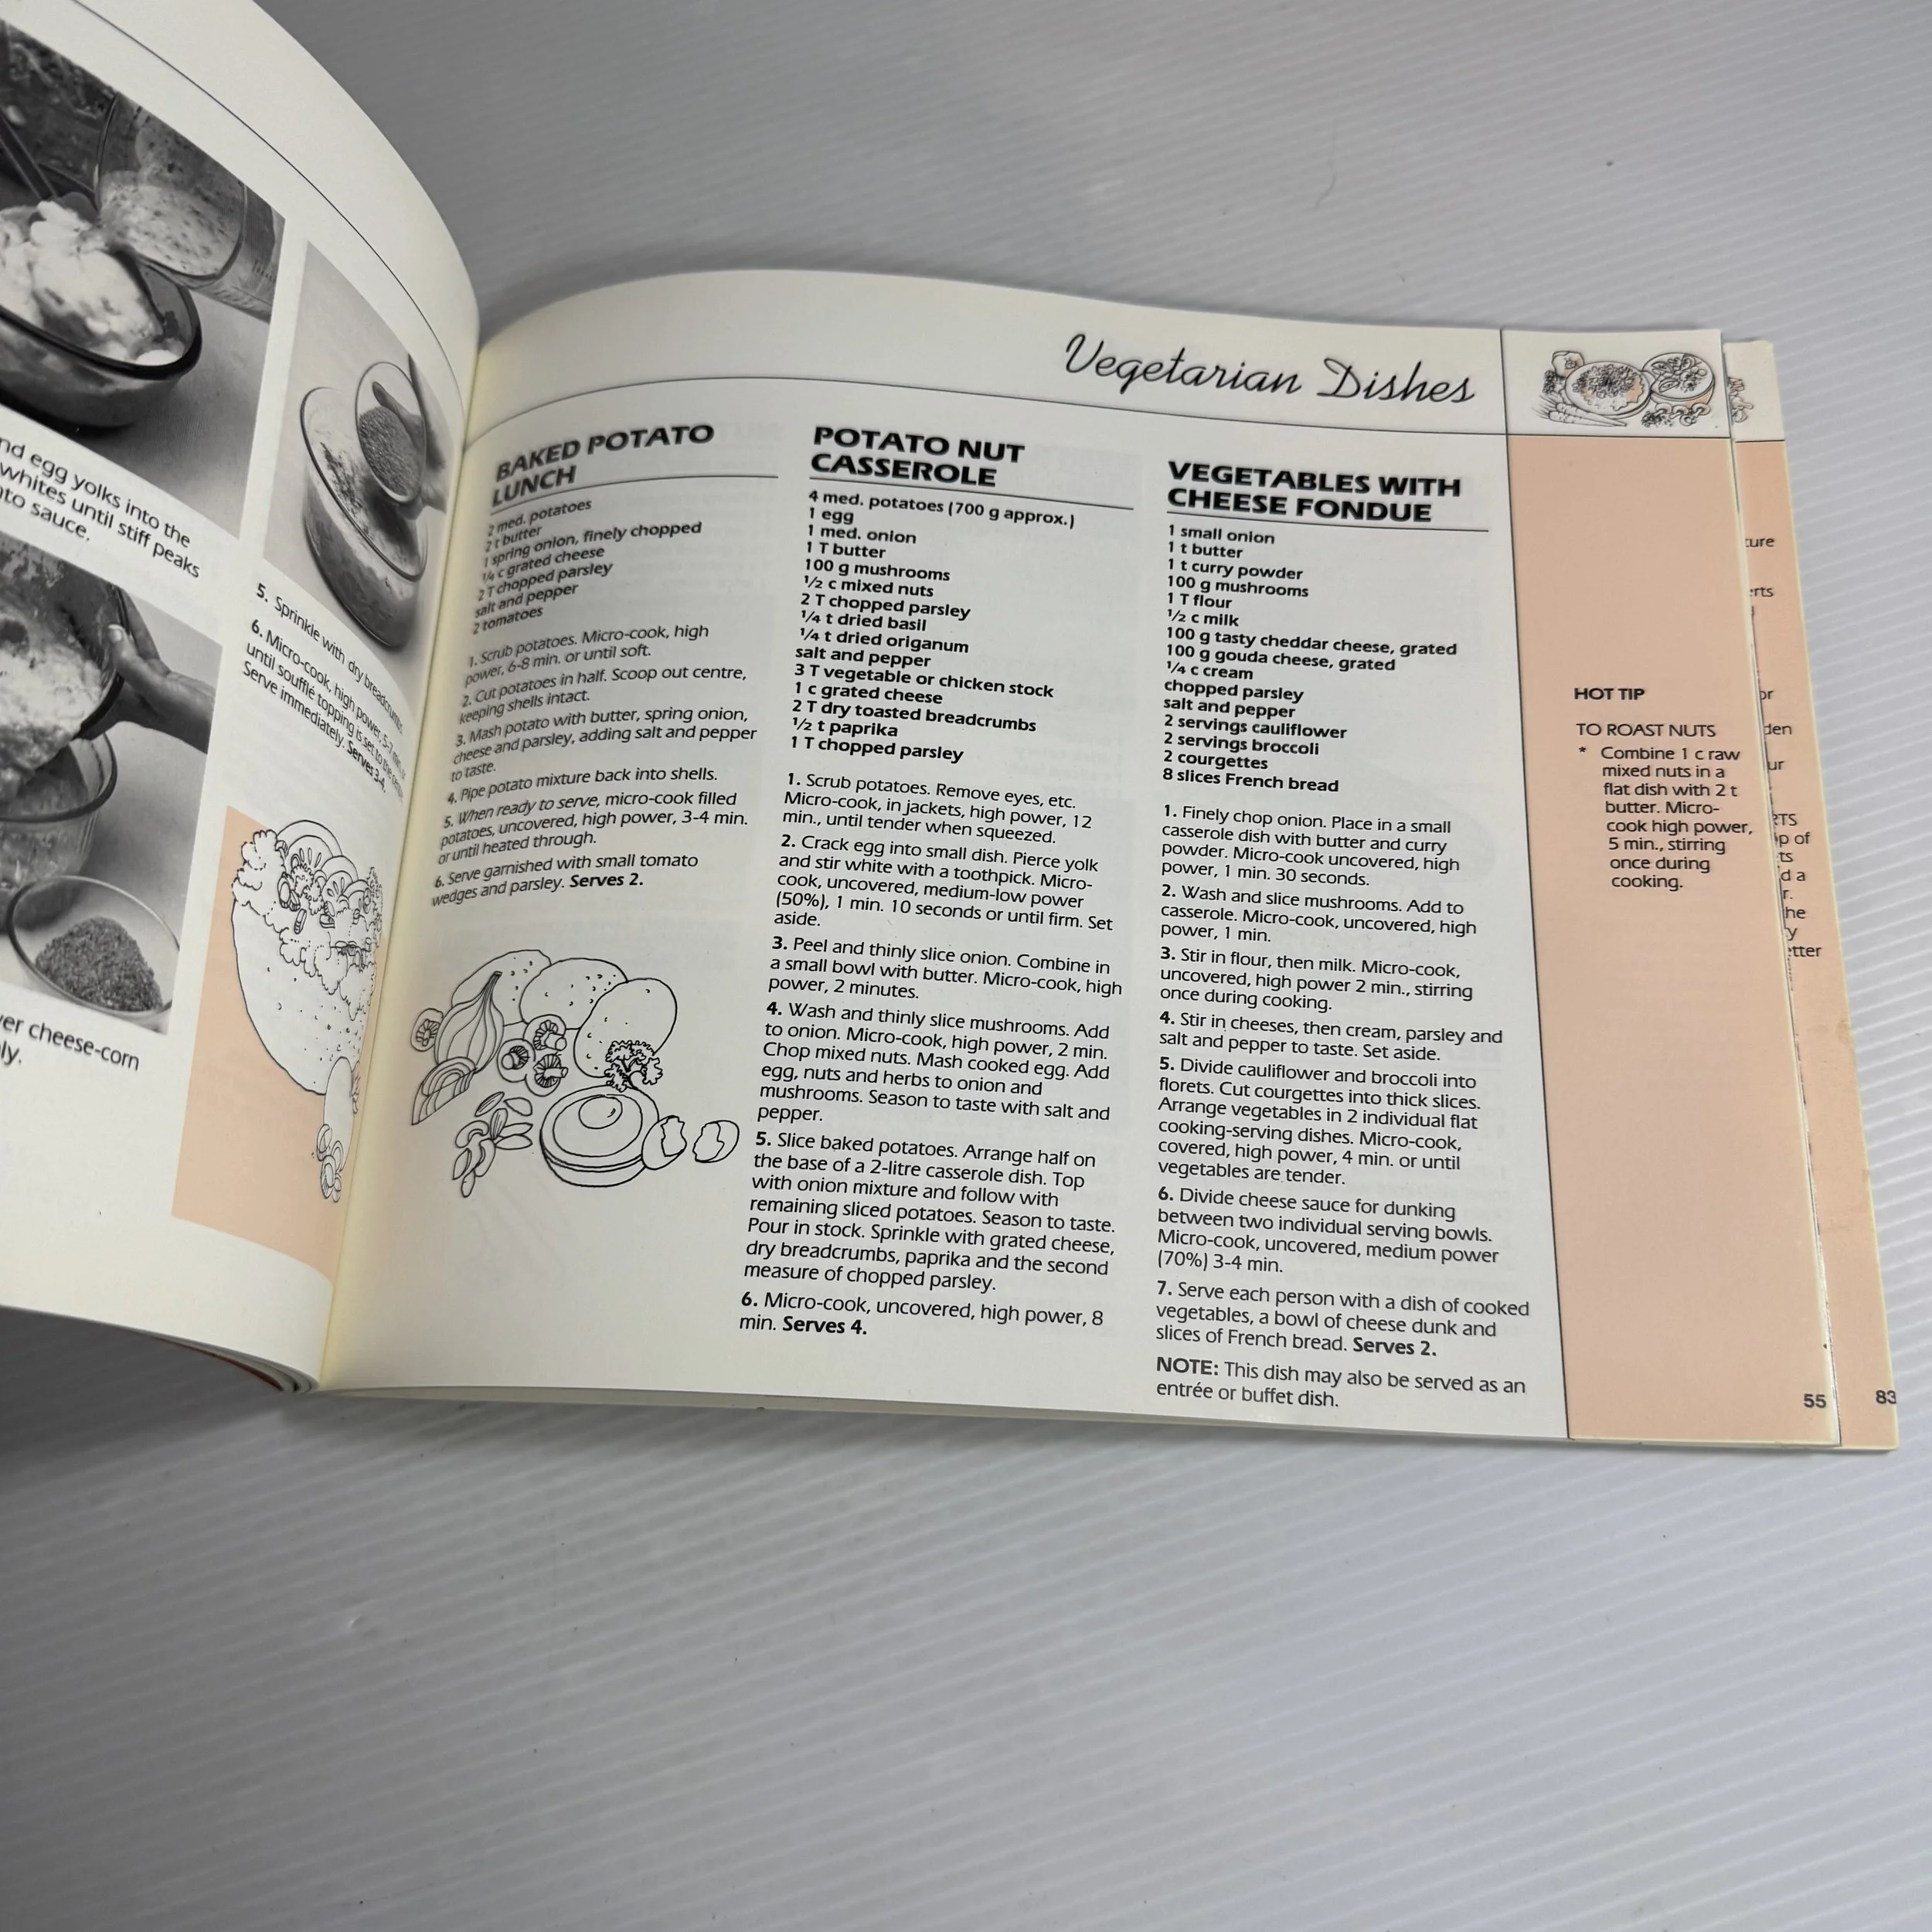 nd egg yolks into the
whites until stiff peaks
nto sauce.
5. Sprinkle with dry breadcrumbs.
6. Micro-cook, high power, 5-7 min. or
until soufflé topping is set to the
Serve immediately. Serves 3-4.
ver cheese-corn
ly.
Vegetarian Dishes
BAKED POTATO
LUNCH
2 med. potatoes
2 t butter
1 spring onion, finely chopped
¼ c grated cheese
2 T chopped parsley
salt and pepper
2 tomatoes
1. Scrub potatoes. Micro-cook, high
power, 6-8 min. or until soft.
2. Cut potatoes in half. Scoop out centre,
keeping shells intact.
3. Mash potato with butter, spring onion,
cheese and parsley, adding salt and pepper
to taste.
4. Pipe potato mixture back into shells.
5. When ready to serve, micro-cook filled
potatoes, uncovered, high power, 3-4 min.
or until heated through.
6. Serve garnished with small tomato
wedges and parsley. Serves 2.
POTATO NUT
CASSEROLE
4 med. potatoes (700 g approx.)
1 egg
1 med. onion
1 T butter
100 g mushrooms
½ c mixed nuts
2 T chopped parsley
¼ t dried basil
¼ t dried origanum
salt and pepper
3 T vegetable or chicken stock
1 c grated cheese
2 T dry toasted breadcrumbs
½ t paprika
1 T chopped parsley
1. Scrub potatoes. Remove eyes, etc.
Micro-cook, in jackets, high power, 12
min., until tender when squeezed.
2. Crack egg into small dish. Pierce yolk
and stir white with a toothpick. Micro-
cook, uncovered, medium-low power
(50%), 1 min. 10 seconds or until firm. Set
aside.
3. Peel and thinly slice onion. Combine in
a small bowl with butter. Micro-cook, high
power, 2 minutes.
4. Wash and thinly slice mushrooms. Add
to onion. Micro-cook, high power, 2 min.
Chop mixed nuts. Mash cooked egg. Add
egg, nuts and herbs to onion and
mushrooms. Season to taste with salt and
pepper.
5. Slice baked potatoes. Arrange half on
the base of a 2-litre casserole dish. Top
with onion mixture and follow with
remaining sliced potatoes. Season to taste.
Pour in stock. Sprinkle with grated cheese,
dry breadcrumbs, paprika and the second
measure of chopped parsley.
6. Micro-cook, uncovered, high power, 8
min. Serves 4.
VEGETABLES WITH
CHEESE FONDUE
1 small onion
1 t butter
1 t curry powder
100 g mushrooms
1 T flour
½ c milk
100 g tasty cheddar cheese, grated
100 g gouda cheese, grated
¼ c cream
chopped parsley
salt and pepper
2 servings cauliflower
2 servings broccoli
2 courgettes
8 slices French bread
1. Finely chop onion. Place in a small
casserole dish with butter and curry
powder. Micro-cook uncovered, high
power, 1 min. 30 seconds.
2. Wash and slice mushrooms. Add to
casserole. Micro-cook, uncovered, high
power, 1 min.
3. Stir in flour, then milk. Micro-cook,
uncovered, high power 2 min., stirring
once during cooking.
4. Stir in cheeses, then cream, parsley and
salt and pepper to taste. Set aside.
5. Divide cauliflower and broccoli into
florets. Cut courgettes into thick slices.
Arrange vegetables in 2 individual flat
cooking-serving dishes. Micro-cook,
covered, high power, 4 min. or until
vegetables are tender.
6. Divide cheese sauce for dunking
between two individual serving bowls.
Micro-cook, uncovered, medium power
(70%) 3-4 min.
7. Serve each person with a dish of cooked
vegetables, a bowl of cheese dunk and
slices of French bread. Serves 2.
NOTE: This dish may also be served as an
entrée or buffet dish.
HOT TIP
TO ROAST NUTS
* Combine 1 c raw
mixed nuts in a
flat dish with 2 t
butter. Micro-
cook high power,
5 min., stirring
once during
cooking.
55
ture
erts
or
den
ur
RTS
p of
ts
d a
r.
he
y
etter
83